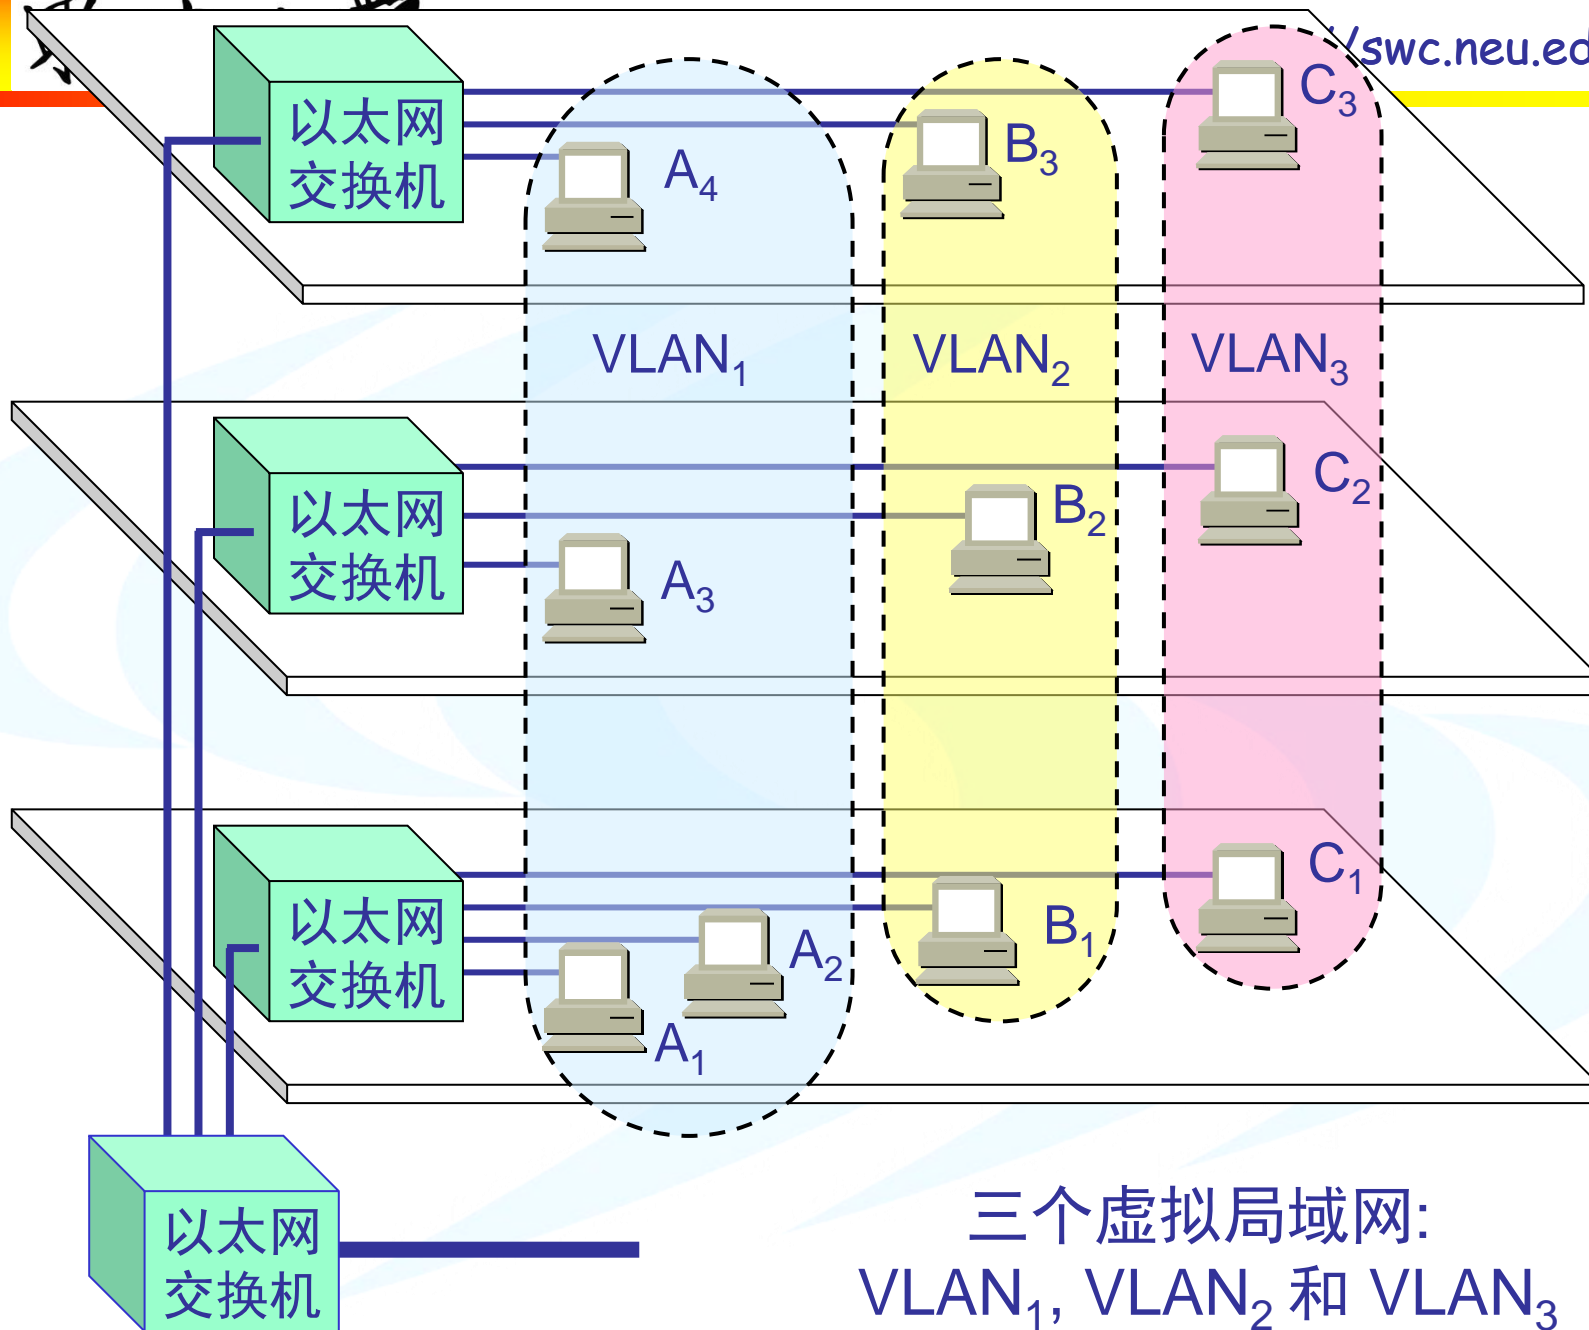 /swc.neu.ed
以太网
交换机
A4
B3
C3
VLAN1
VLAN2
VLAN3
以太网
交换机
A3
B2
C2
以太网
交换机
A1
A2
B1
C1
以太网
交换机
三个虚拟局域网:
VLAN1, VLAN2 和 VLAN3